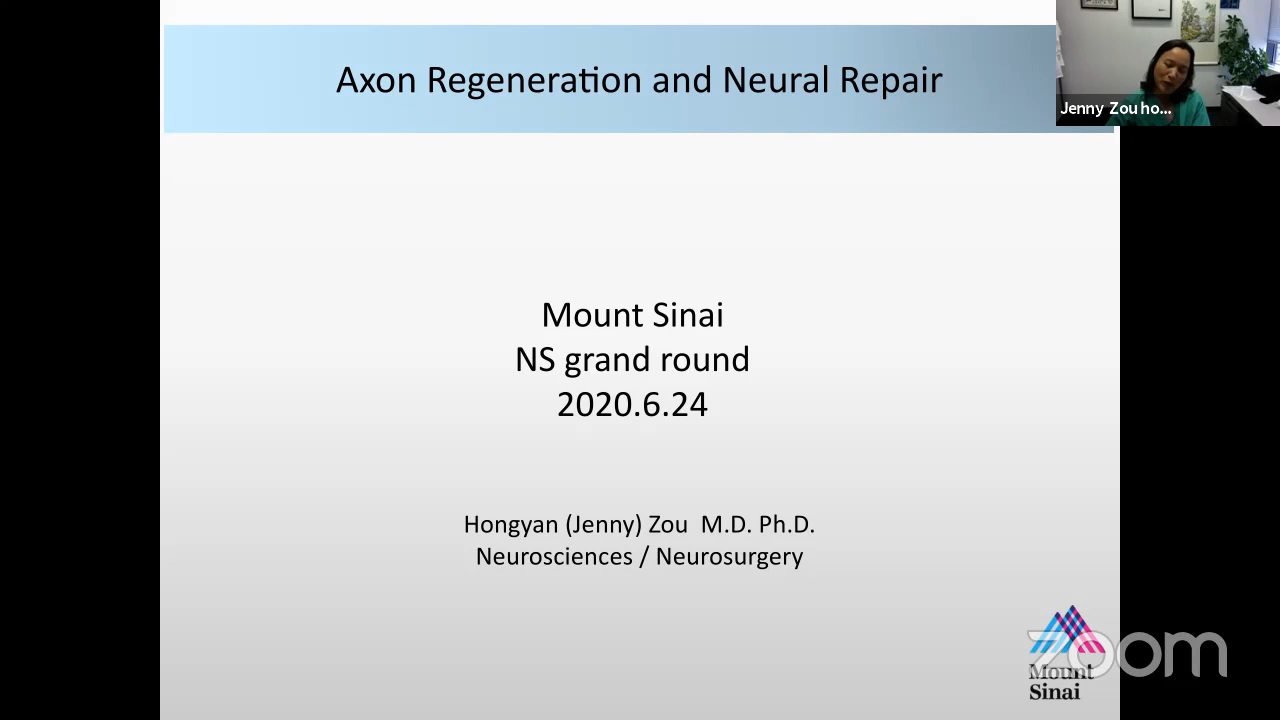 Axon Regeneration and Neural Repair
Jenny Zou ho...
Mount Sinai
NS grand round
2020.6.24
Hongyan (Jenny) Zou M.D. Ph.D.
Neurosciences / Neurosurgery
zoom
Mount
Sinai